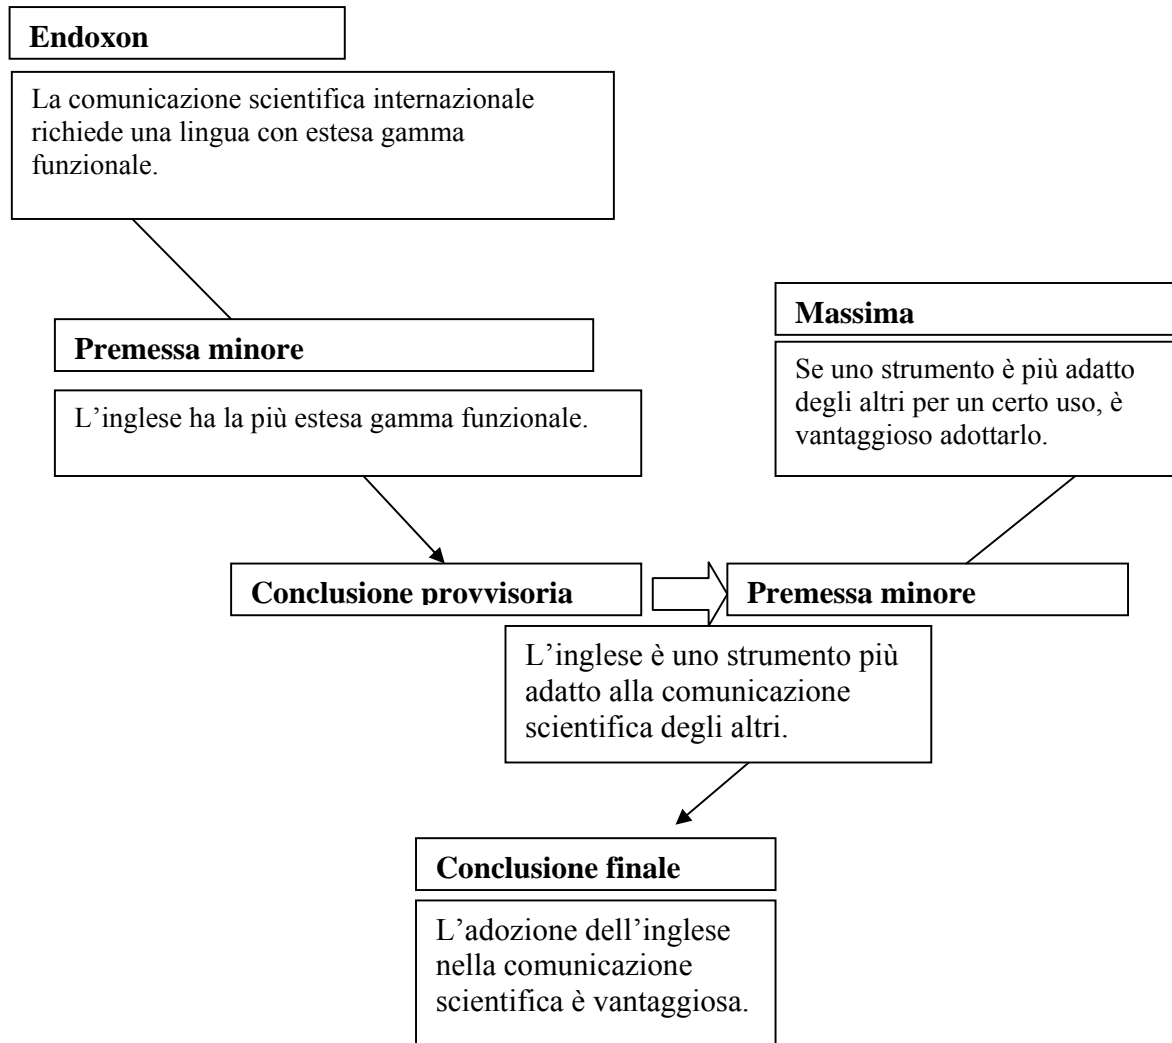 Endoxon
La comunicazione scientifica internazionale
richiede una lingua con estesa gamma
funzionale.
Premessa minore
L’inglese ha la più estesa gamma funzionale.
Massima
Se uno strumento è più adatto
degli altri per un certo uso, è
vantaggioso adottarlo.
Conclusione provvisoria
Premessa minore
L’inglese è uno strumento più
adatto alla comunicazione
scientifica degli altri.
Conclusione finale
L’adozione dell’inglese
nella comunicazione
scientifica è vantaggiosa.